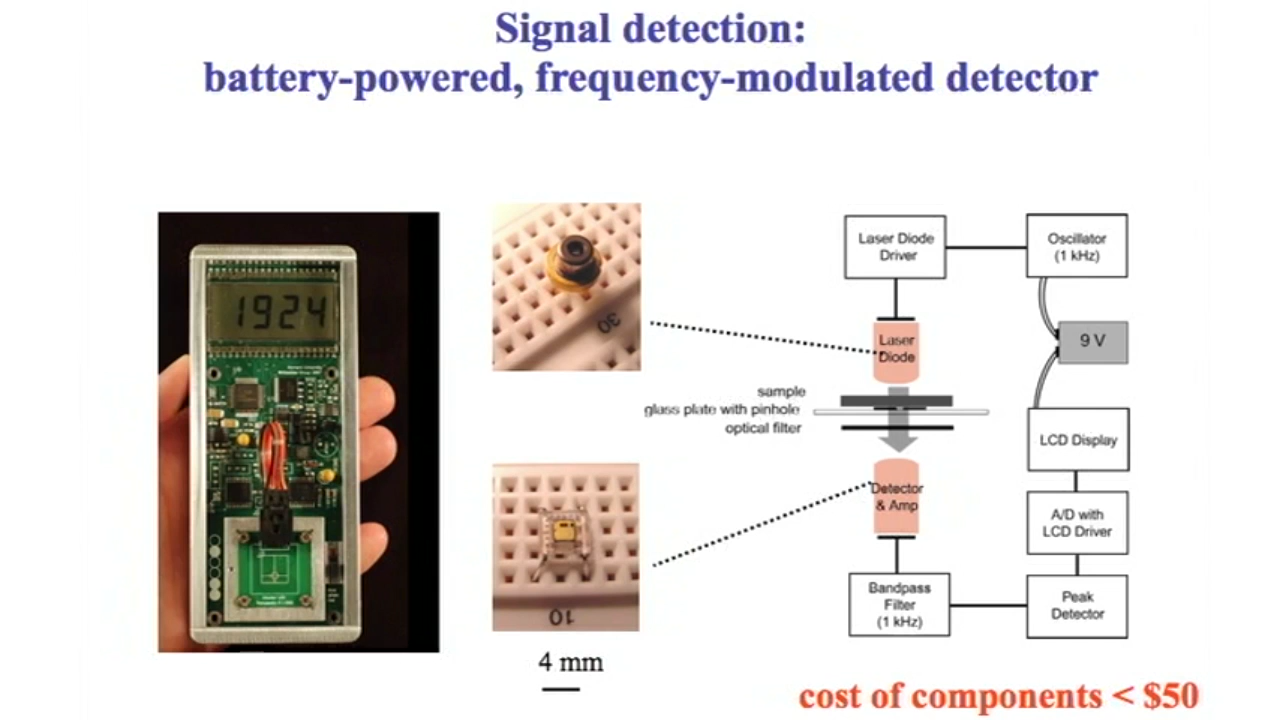 Signal detection:
battery-powered, frequency-modulated detector
1924
30
10
4 mm
Laser Diode
Driver
Oscillator
(1 kHz)
Laser
Diode
9 V
sample
glass plate with pinhole
optical filter
LCD Display
Detector
& Amp
A/D with
LCD Driver
Bandpass
Filter
(1 kHz)
Peak
Detector
cost of components < $50